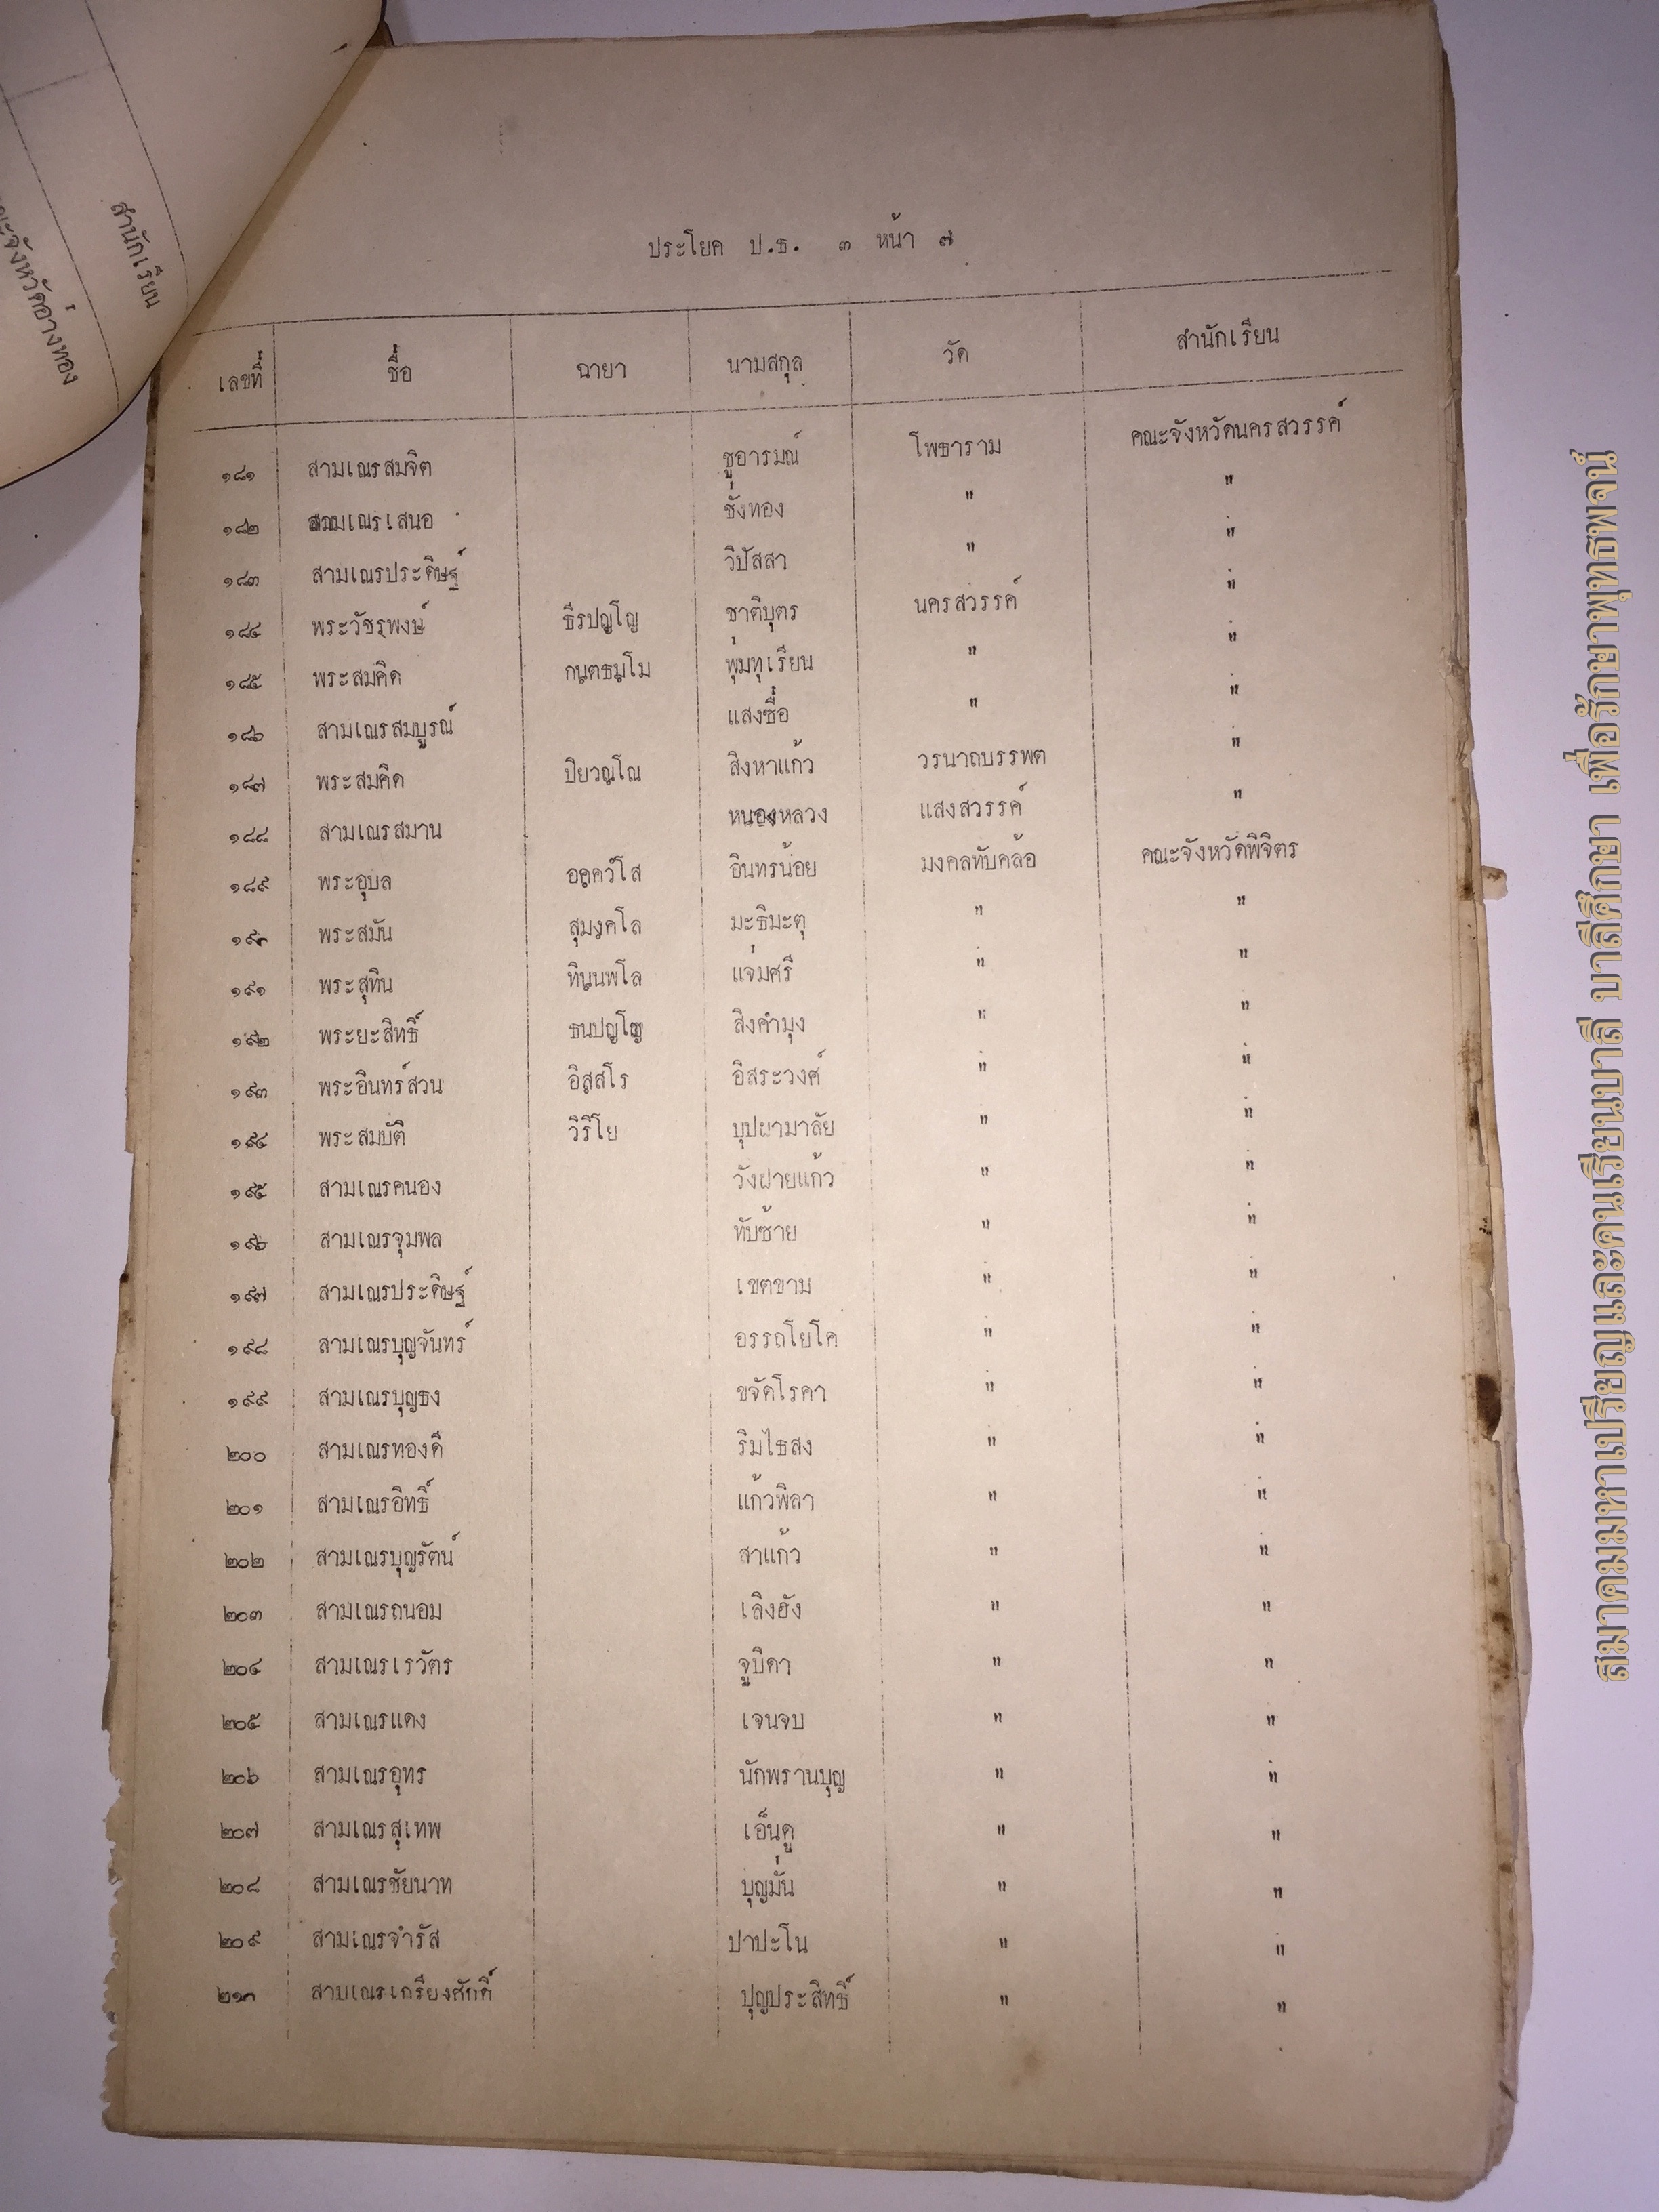 สำนักเรียน
คณะจังหวัดอ่างทอง
ประโยค ป.ธ. ๓ หน้า ๗
เลขที่ ชื่อ ฉายา นามสกุล วัด สำนักเรียน
๑๘๑ สามเณรสมจิต ชูอารมณ์ โพธาราม คณะจังหวัดนครสวรรค์
๑๘๒ สามเณรเสนอ ชั่งทอง " "
๑๘๓ สามเณรประดิษฐ์ วิปัสสา " "
๑๘๔ พระวัชรพงษ์ ธีรปญฺโญ ชาติบุตร นครสวรรค์ "
๑๘๕ พระสมคิด กนฺตธมฺโม พุ่มทุเรียน " "
๑๘๖ สามเณรสมบูรณ์ แสงซื่อ " "
๑๘๗ พระสมคิด ปิยวณฺโณ สิงหาแก้ว วรนาถบรรพต "
๑๘๘ สามเณรสมาน หนองหลวง แสงสวรรค์ "
๑๘๙ พระอุบล อคฺควํโส อินทรน้อย มงคลทับคล้อ คณะจังหวัดพิจิตร
๑๙๐ พระสมัน สุมงฺคโล มะธิมะตุ " "
๑๙๑ พระสุทิน ทินฺนพโล แจ่มศรี " "
๑๙๒ พระยะสิทธิ์ ธนปญฺโญ สิงคำมุง " "
๑๙๓ พระอินทร์สวน อิสฺสโร อิสระวงศ์ " "
๑๙๔ พระสมบัติ วิริโย บุปผามาลัย " "
๑๙๕ สามเณรคนอง วังฝายแก้ว " "
๑๙๖ สามเณรจุมพล ทับซ้าย " "
๑๙๗ สามเณรประดิษฐ์ เขตขาม " "
๑๙๘ สามเณรบุญจันทร์ อรรถโยโค " "
๑๙๙ สามเณรบุญธง ขจัดโรคา " "
๒๐๐ สามเณรทองดี ริมไธสง " "
๒๐๑ สามเณรอิทธิ์ แก้วพิลา " "
๒๐๒ สามเณรบุญรัตน์ สาแก้ว " "
๒๐๓ สามเณรถนอม เลิงฮัง " "
๒๐๔ สามเณรเรวัตร จูบิดา " "
๒๐๕ สามเณรแดง เจนจบ " "
๒๐๖ สามเณรอุทร นักพรานบุญ " "
๒๐๗ สามเณรสุเทพ เอ็นดู " "
๒๐๘ สามเณรชัยนาท บุญมั่น " "
๒๐๙ สามเณรจำรัส ปาปะโน " "
๒๑๐ สามเณรเกรียงศักดิ์ ปุญประสิทธิ์ " "
สมาคมมหาเปรียญและคนเรียนบาลี บาลีศึกษา เพื่อรักษาพุทธพจน์